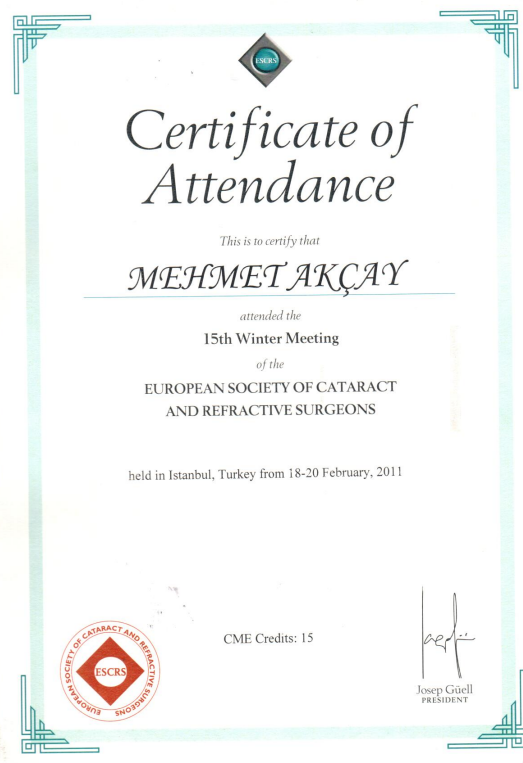 ESCRS
Certificate of
Attendance
This is to certify that
MEHMET AKÇAY
attended the
15th Winter Meeting
of the
EUROPEAN SOCIETY OF CATARACT
AND REFRACTIVE SURGEONS
held in Istanbul, Turkey from 18-20 February, 2011
CME Credits: 15
EUROPEAN SOCIETY OF CATARACT AND REFRACTIVE SURGEONS
ESCRS
Josep Güell
PRESIDENT